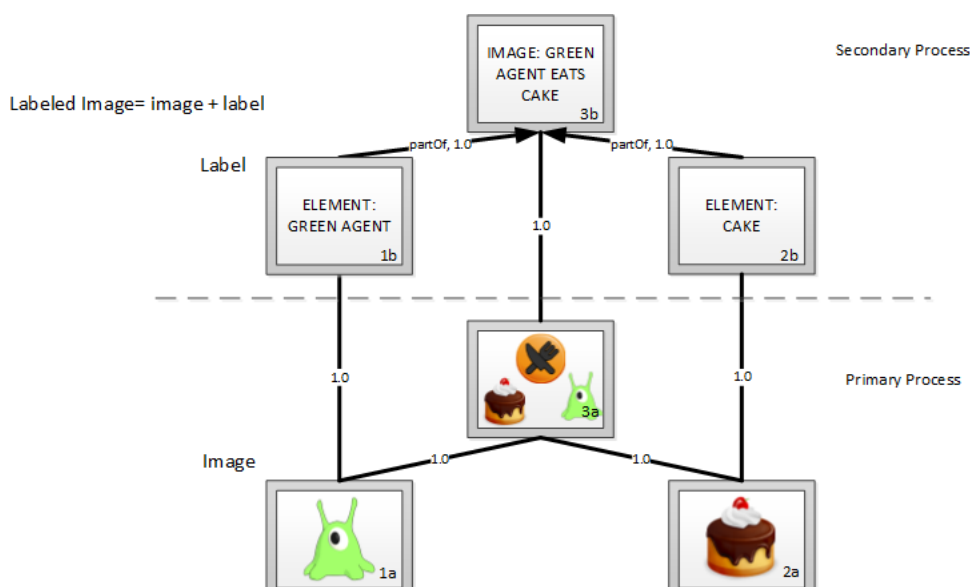 IMAGE: GREEN
AGENT EATS
CAKE
3b
Secondary Process
Labeled Image= image + label
partOf, 1.0
partOf, 1.0
Label
ELEMENT:
GREEN AGENT
1b
1.0
ELEMENT:
CAKE
2b
1.0
3a
1.0
Primary Process
1.0
1.0
Image
1a
2a